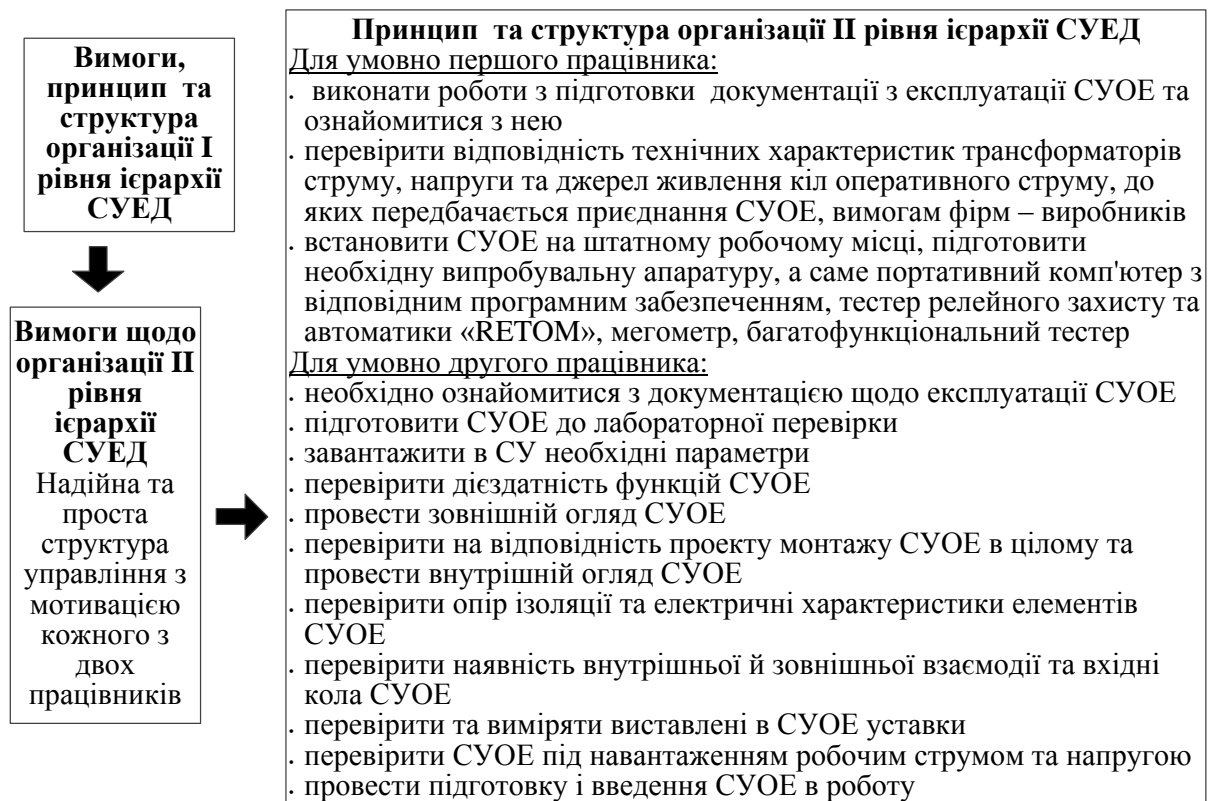 Вимоги,
принцип та
структура
організації І
рівня ієрархії
СУЕД
Вимоги щодо
організації ІІ
рівня
ієрархії
СУЕД
Надійна та
проста
структура
управління з
мотивацією
кожного з
двох
працівників
Принцип та структура організації ІІ рівня ієрархії СУЕД
Для умовно першого працівника:
. виконати роботи з підготовки документації з експлуатації СУОЕ та
ознайомитися з нею
. перевірити відповідність технічних характеристик трансформаторів
струму, напруги та джерел живлення кіл оперативного струму, до
яких передбачається приєднання СУОЕ, вимогам фірм – виробників
. встановити СУОЕ на штатному робочому місці, підготовити
необхідну випробувальну апаратуру, а саме портативний комп'ютер з
відповідним програмним забезпеченням, тестер релейного захисту та
автоматики «RETOM», мегометр, багатофункціональний тестер
Для умовно другого працівника:
. необхідно ознайомитися з документацією щодо експлуатації СУОЕ
. підготовити СУОЕ до лабораторної перевірки
. завантажити в СУ необхідні параметри
. перевірити дієздатність функцій СУОЕ
. провести зовнішній огляд СУОЕ
. перевірити на відповідність проекту монтажу СУОЕ в цілому та
провести внутрішній огляд СУОЕ
. перевірити опір ізоляції та електричні характеристики елементів
СУОЕ
. перевірити наявність внутрішньої й зовнішньої взаємодії та вхідні
кола СУОЕ
. перевірити та виміряти виставлені в СУОЕ уставки
. перевірити СУОЕ під навантаженням робочим струмом та напругою
. провести підготовку і введення СУОЕ в роботу